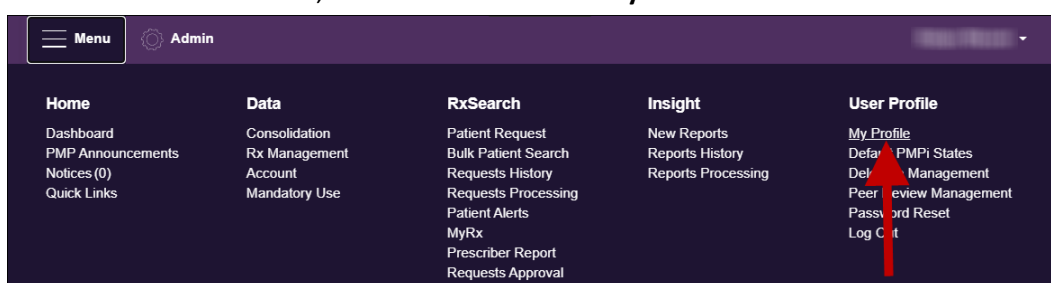 Menu
Admin
Home
Dashboard
PMP Announcements
Notices (0)
Quick Links
Data
Consolidation
Rx Management
Account
Mandatory Use
RxSearch
Patient Request
Bulk Patient Search
Requests History
Requests Processing
Patient Alerts
MyRx
Prescriber Report
Requests Approval
Insight
New Reports
Reports History
Reports Processing
User Profile
My Profile
Default PMPi States
Delegate Management
Peer Review Management
Password Reset
Log Out